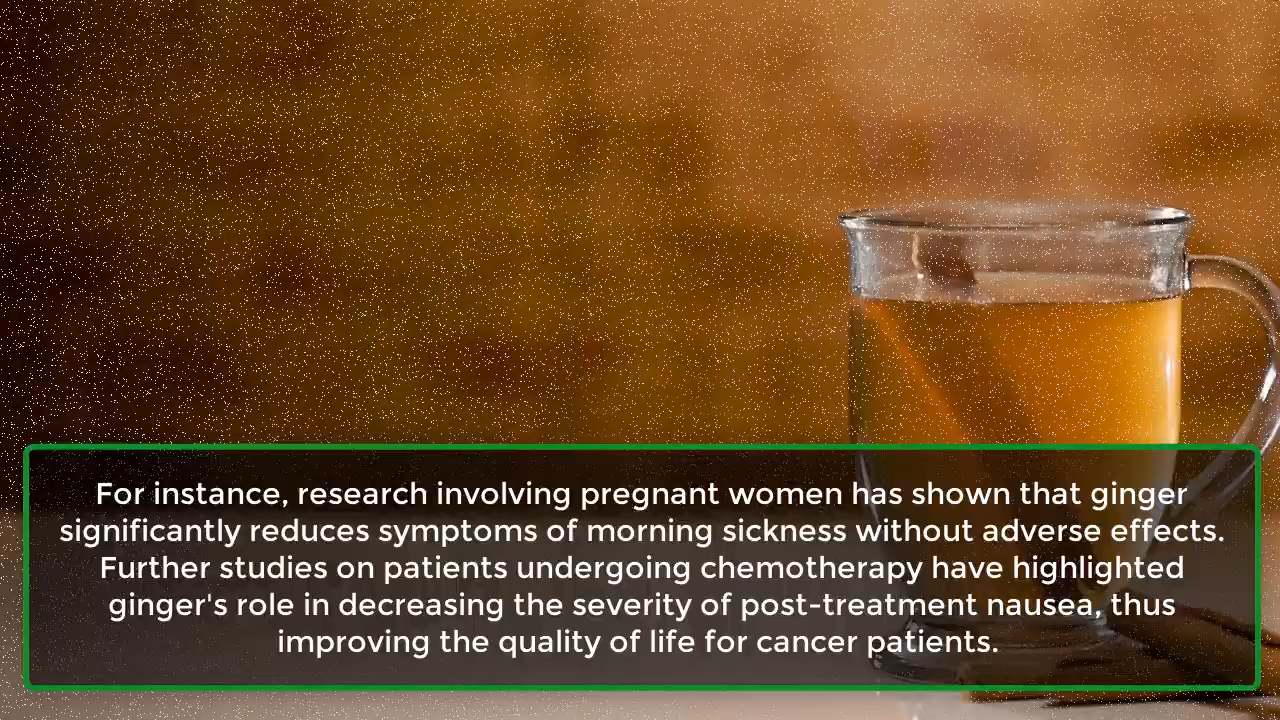 For instance, research involving pregnant women has shown that ginger
significantly reduces symptoms of morning sickness without adverse effects.
Further studies on patients undergoing chemotherapy have highlighted
ginger's role in decreasing the severity of post-treatment nausea, thus
improving the quality of life for cancer patients.